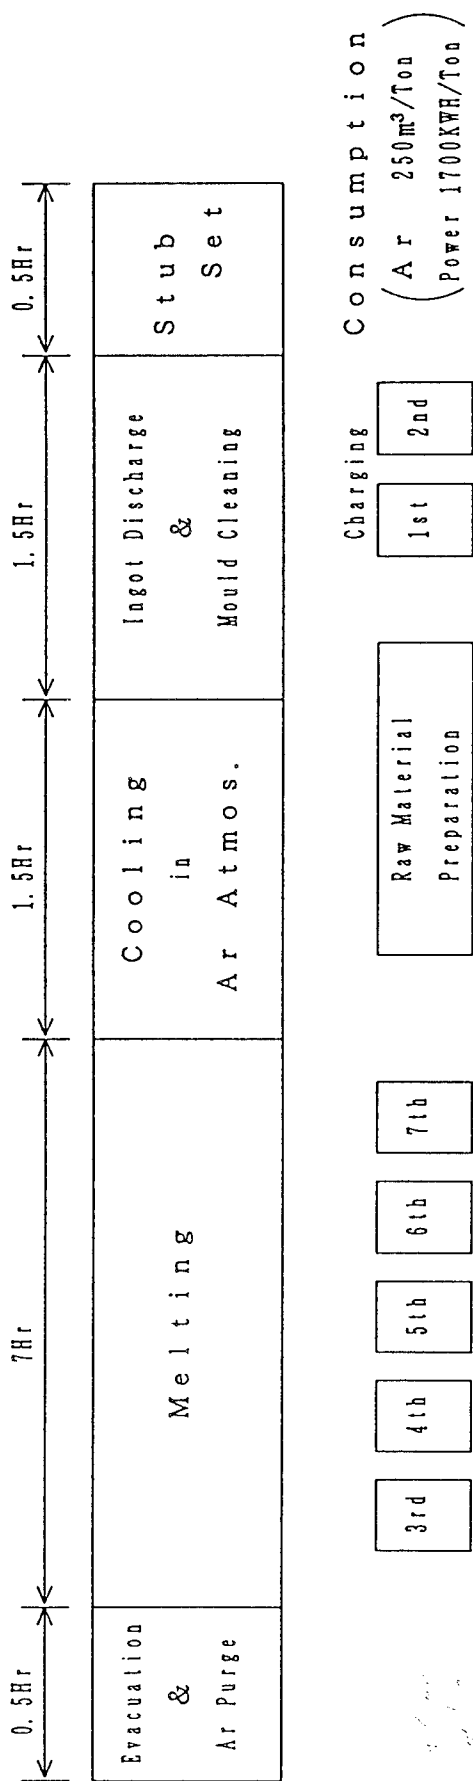 0.5Hr
7Hr
1.5Hr
1.5Hr
0.5Hr
Evacuation
&
Ar Purge
Melting
Cooling
in
Ar Atmos.
Ingot Discharge
&
Mould Cleaning
Stub
Set
3rd
4th
5th
6th
7th
Raw Material
Preparation
Charging
1st
2nd
Consumption
(Ar 250m³/Ton
Power 1700KWH/Ton)